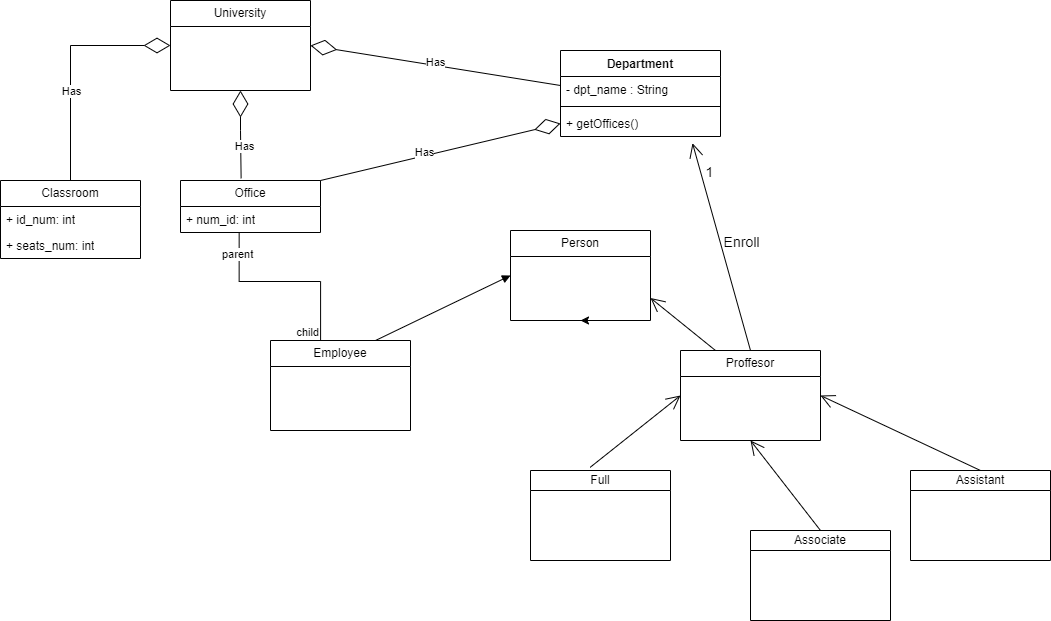 University
Has
Has
Has
Department
- dpt_name : String
+ getOffices()
Has
Classroom
+ id_num: int
+ seats_num: int
Office
+ num_id: int
1
Enroll
parent
child
Person
Employee
Proffesor
Full
Associate
Assistant